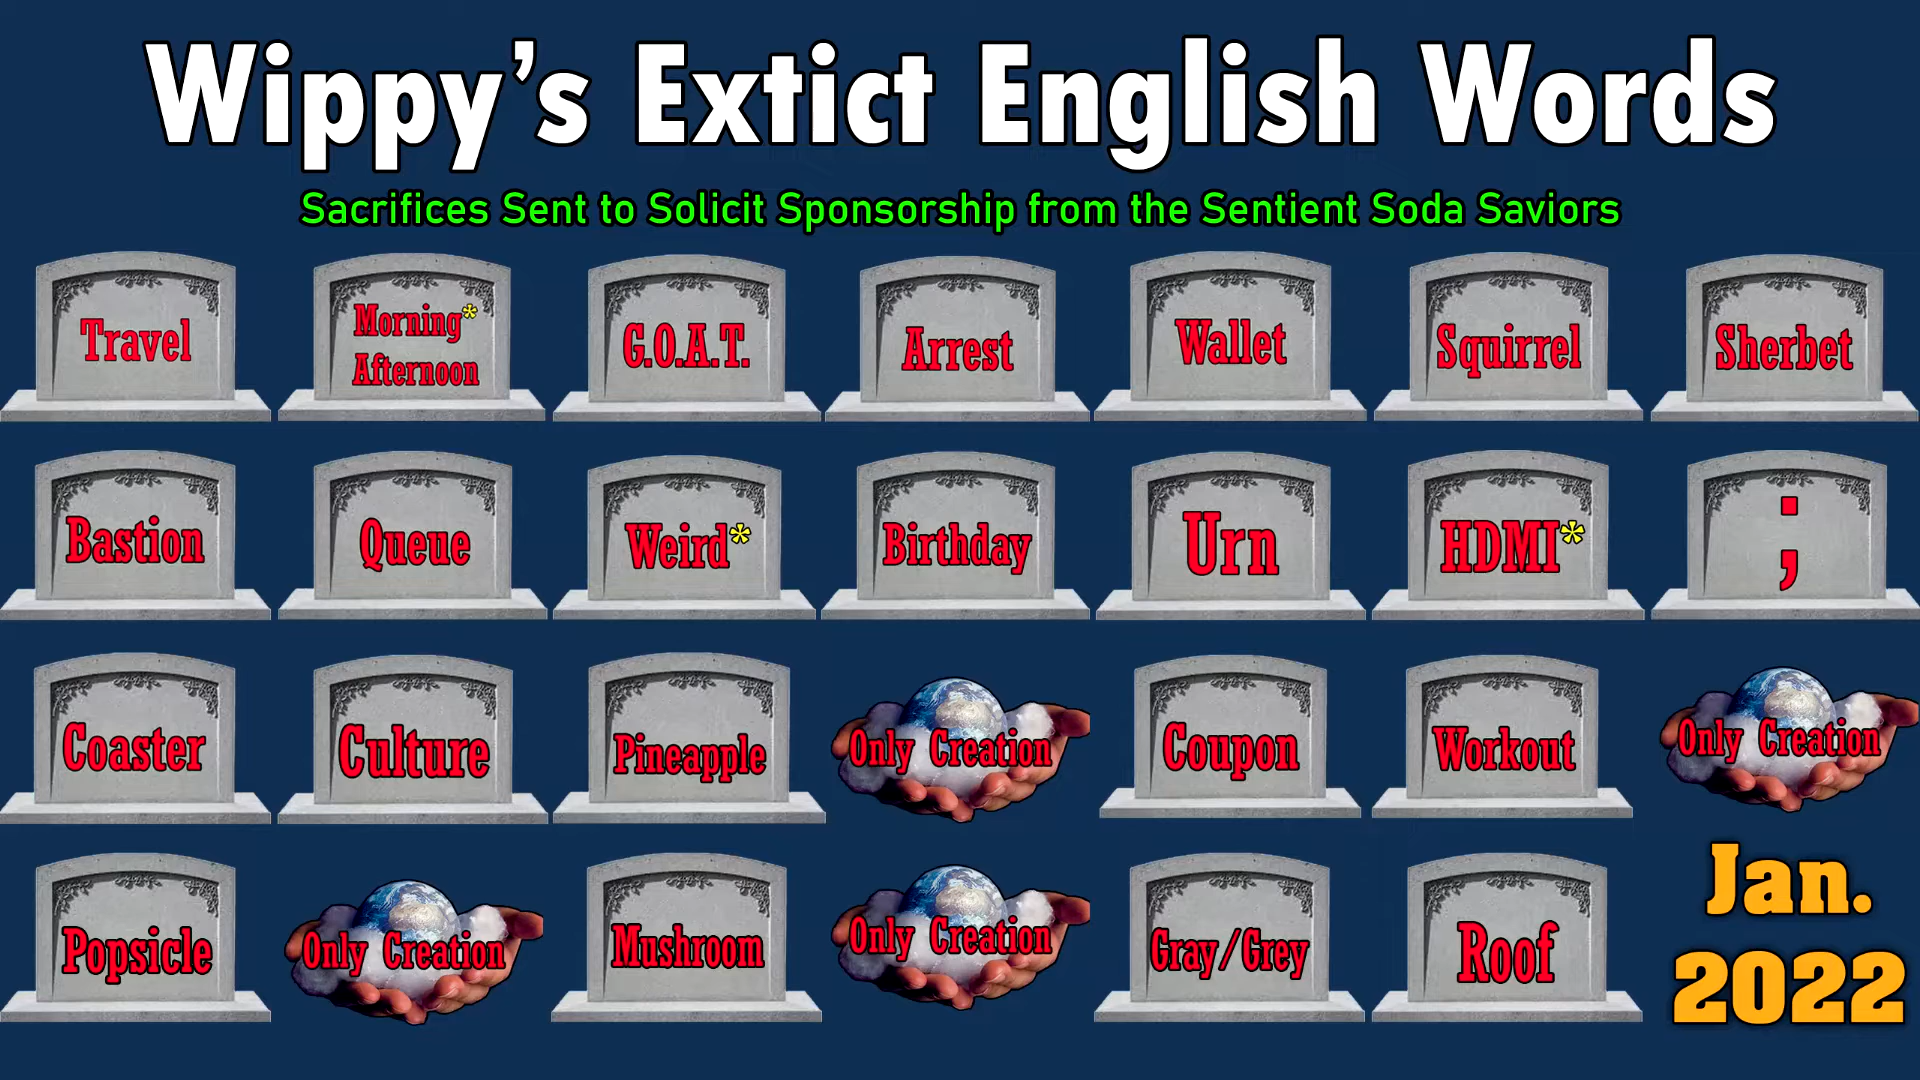 Wippy's Extict English Words
Sacrifices Sent to Solicit Sponsorship from the Sentient Soda Saviors
Travel
Morning*
Afternoon
G.O.A.T.
Arrest
Wallet
Squirrel
Sherbet
Bastion
Queue
Weird*
Birthday
Urn
HDMI*
;
Coaster
Culture
Pineapple
Only Creation
Coupon
Workout
Only Creation
Popsicle
Only Creation
Mushroom
Only Creation
Gray/Grey
Roof
Jan.
2022